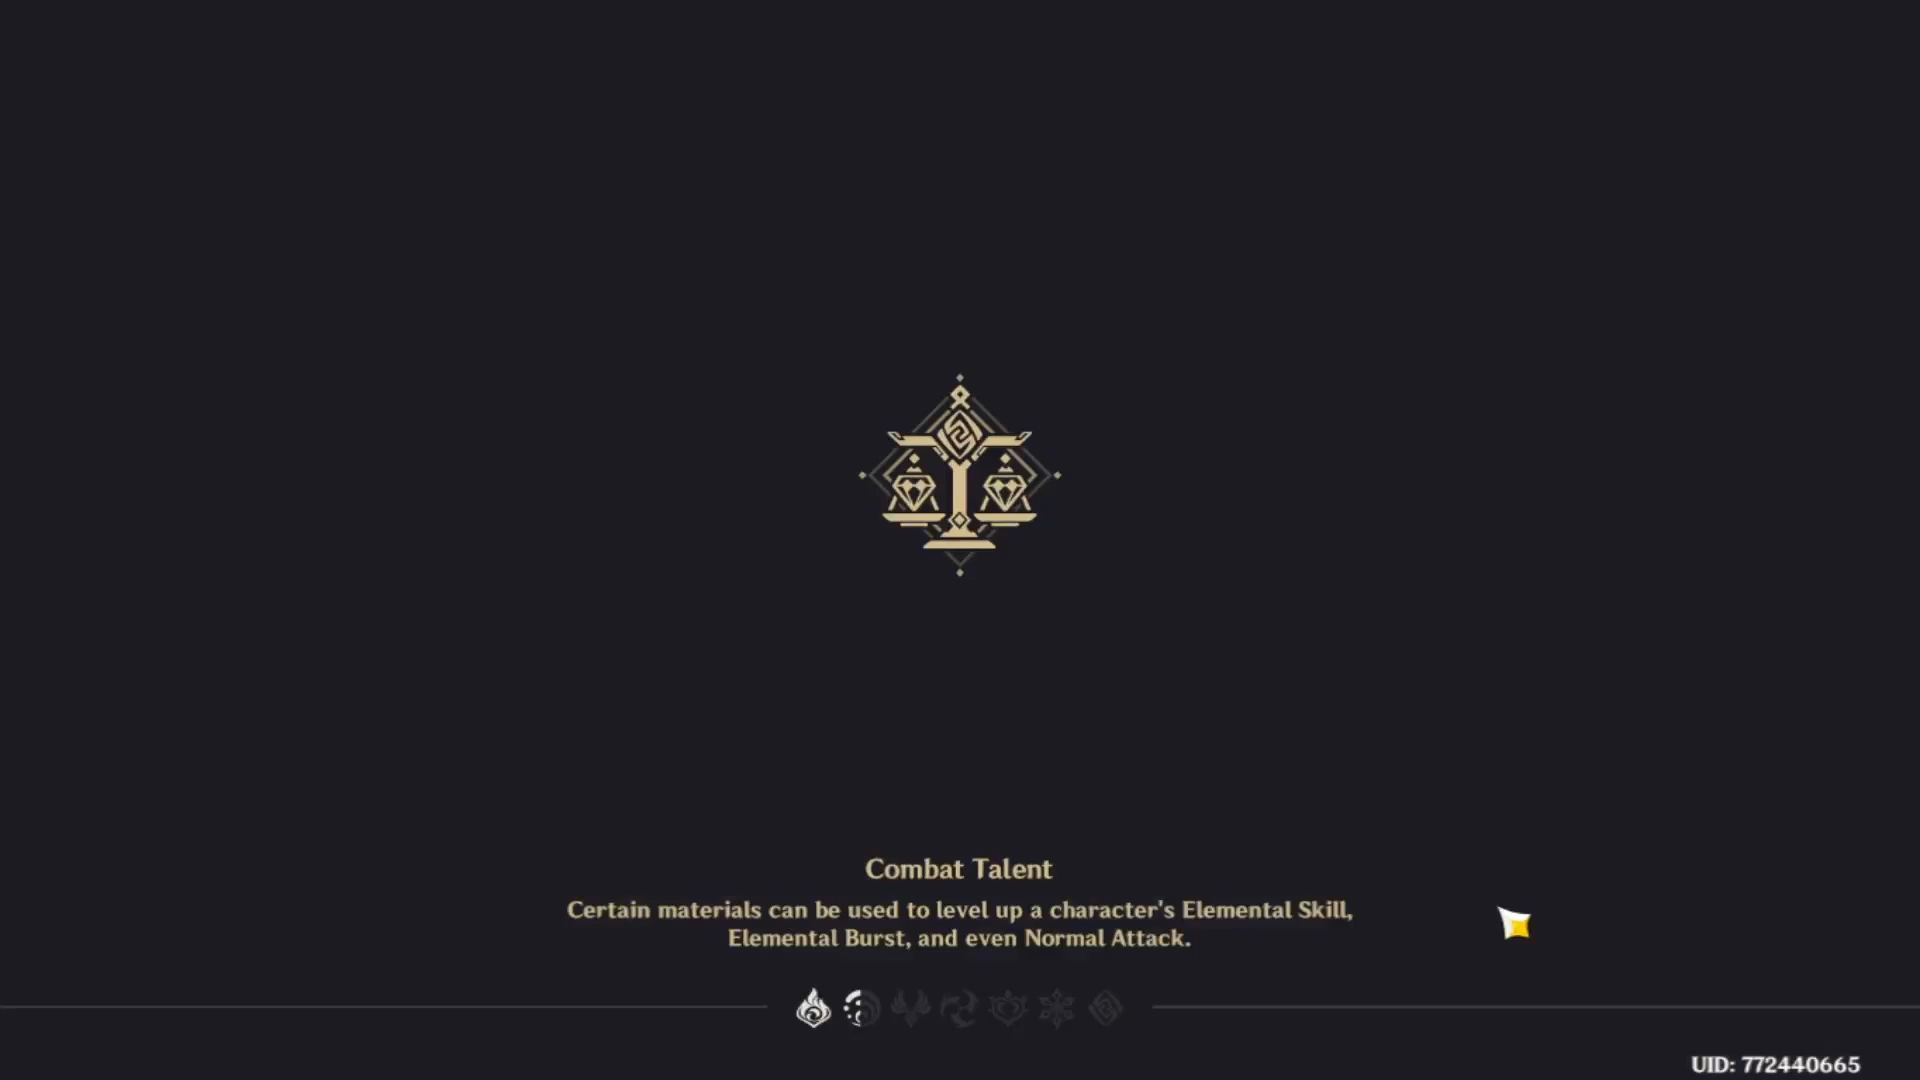 Combat Talent
Certain materials can be used to level up a character's Elemental Skill,
Elemental Burst, and even Normal Attack.
UID: 772440665